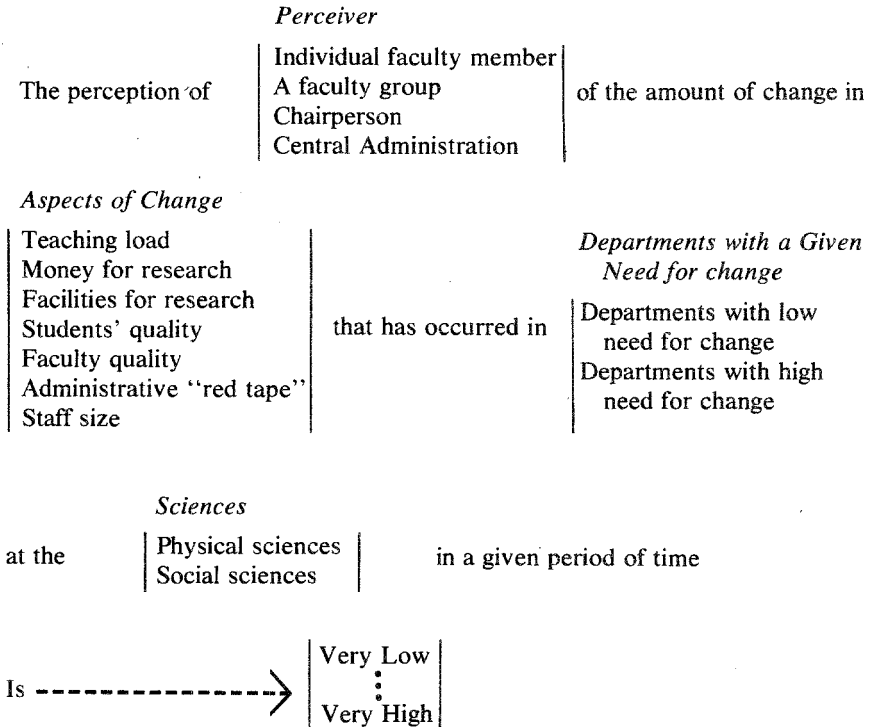 Perceiver
Individual faculty member
The perception of A faculty group of the amount of change in
Chairperson
Central Administration
Aspects of Change
Teaching load
Money for research
Facilities for research
Students' quality
Faculty quality
Administrative "red tape"
Staff size
that has occurred in
Departments with a Given
Need for change
Departments with low
need for change
Departments with high
need for change
Sciences
at the
Physical sciences
Social sciences
in a given period of time
Is
Very Low
Very High